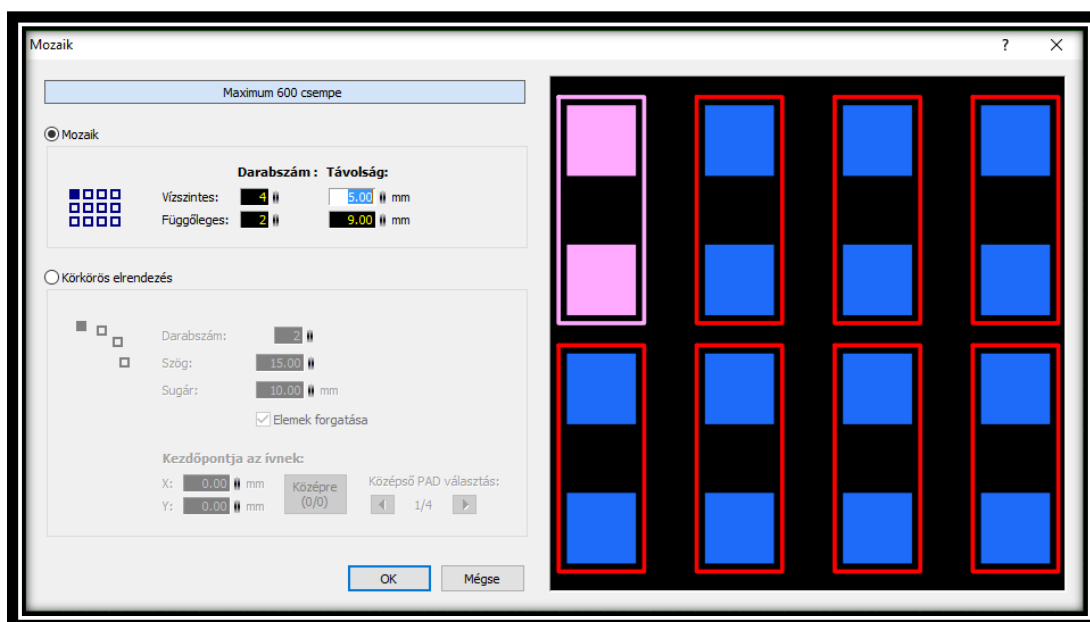 Mozaik ?
Maximum 600 csempe
Mozaik
Darabszám : Távolság:
Vízszintes: 4 5.00 mm
Függőleges: 2 9.00 mm
Körkörös elrendezés
Darabszám: 2
Szög: 15.00
Sugár: 10.00 mm
Elemek forgatása
Kezdőpontja az ívnek:
X: 0.00 mm
Y: 0.00 mm
Középre
(0/0)
Középső PAD választás:
1/4
OK Mégse